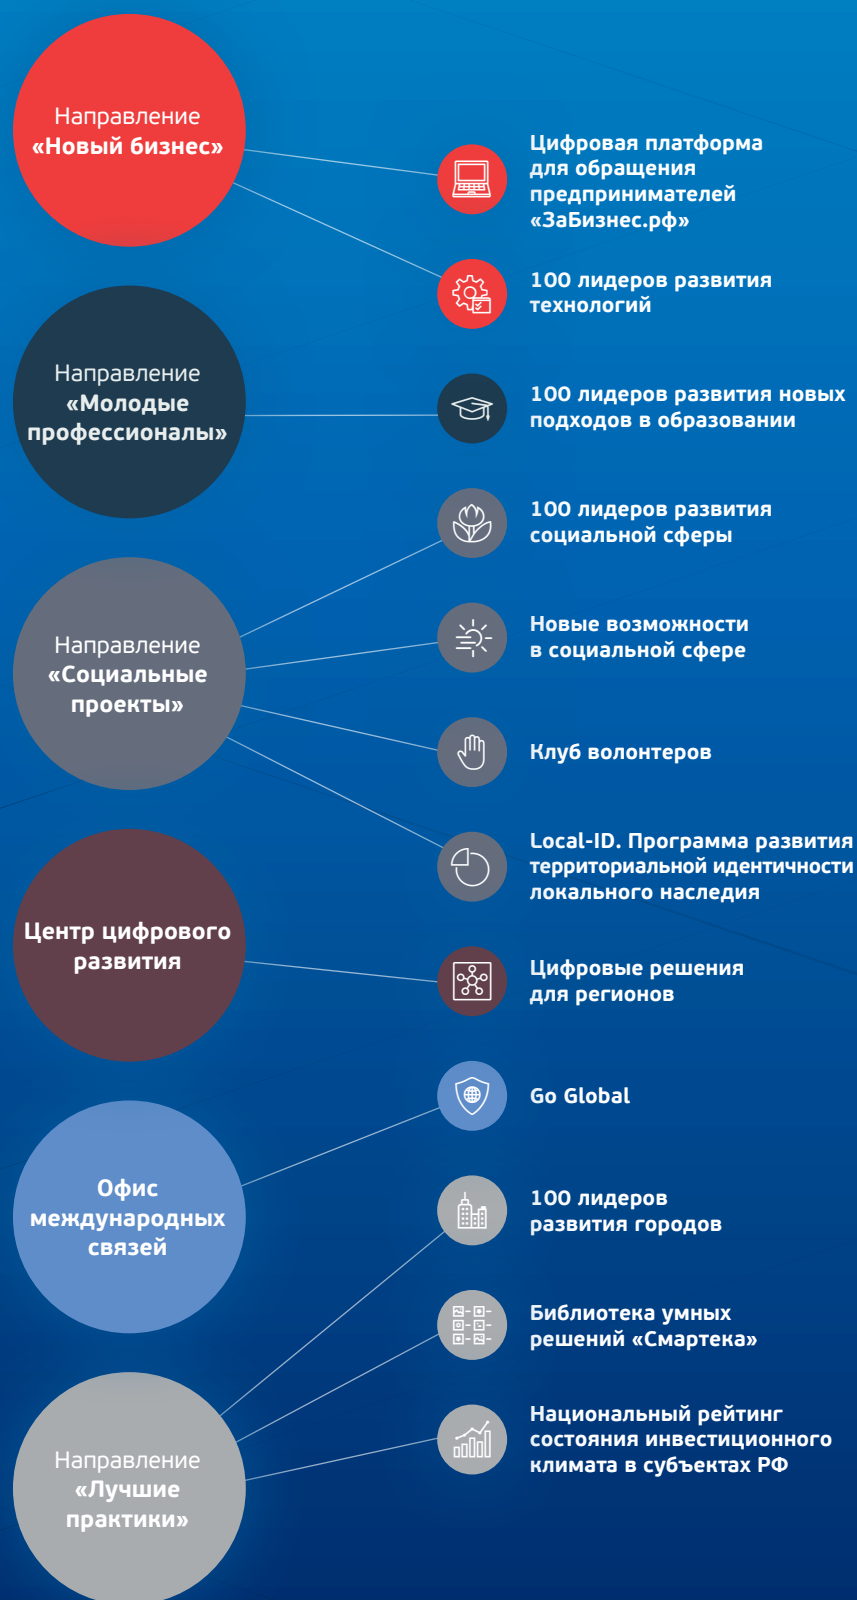 Направление
«Новый бизнес»
Цифровая платформа
для обращения
предпринимателей
«ЗаБизнес.рф»
100 лидеров развития
технологий
Направление
«Молодые
профессионалы»
100 лидеров развития новых
подходов в образовании
Направление
«Социальные
проекты»
100 лидеров развития
социальной сферы
Новые возможности
в социальной сфере
Клуб волонтеров
Local-ID. Программа развития
территориальной идентичности
локального наследия
Центр цифрового
развития
Цифровые решения
для регионов
Офис
международных
связей
Go Global
Направление
«Лучшие
практики»
100 лидеров
развития городов
Библиотека умных
решений «Смартека»
Национальный рейтинг
состояния инвестиционного
климата в субъектах РФ